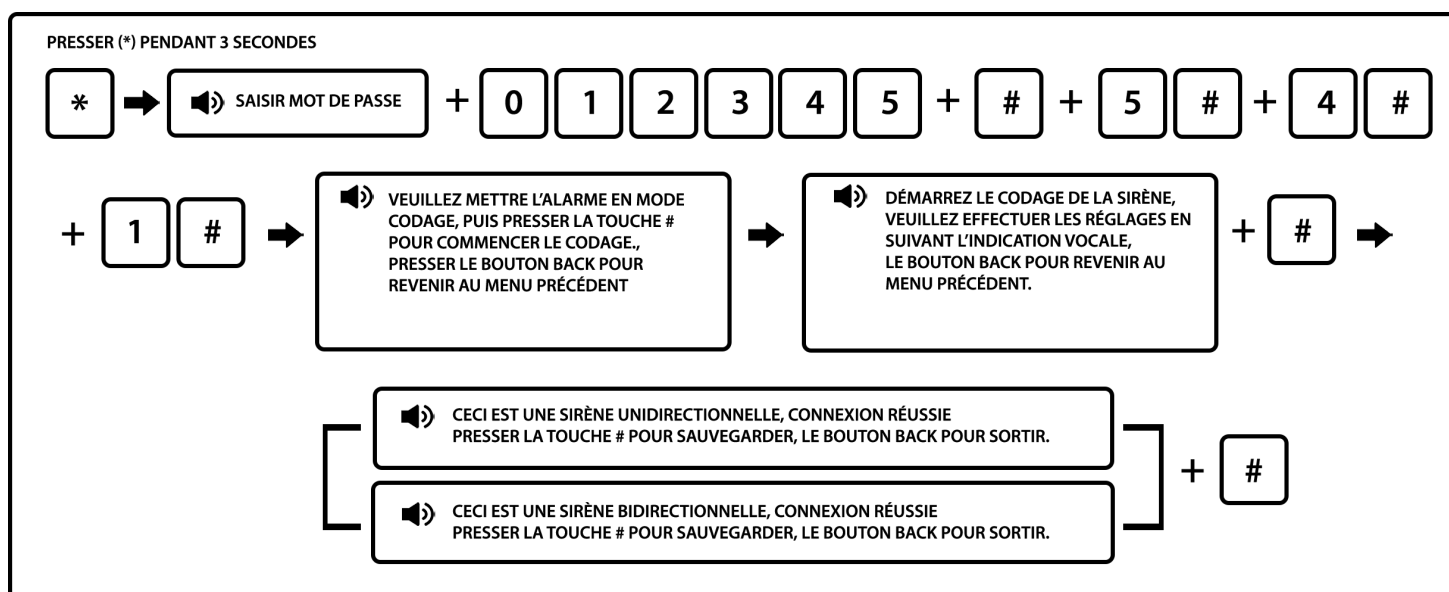 PRESSER (*) PENDANT 3 SECONDES
* SAISIR MOT DE PASSE + 0 1 2 3 4 5 + # + 5 # + 4 #
+ 1 #
VEUILLEZ METTRE L'ALARME EN MODE
CODAGE, PUIS PRESSER LA TOUCHE #
POUR COMMENCER LE CODAGE.,
PRESSER LE BOUTON BACK POUR
REVENIR AU MENU PRÉCÉDENT
DÉMARREZ LE CODAGE DE LA SIRÈNE,
VEUILLEZ EFFECTUER LES RÉGLAGES EN
SUIVANT L'INDICATION VOCALE,
LE BOUTON BACK POUR REVENIR AU
MENU PRÉCÉDENT.
+ #
CECI EST UNE SIRÈNE UNIDIRECTIONNELLE, CONNEXION RÉUSSIE
PRESSER LA TOUCHE # POUR SAUVEGARDER, LE BOUTON BACK POUR SORTIR.
CECI EST UNE SIRÈNE BIDIRECTIONNELLE, CONNEXION RÉUSSIE
PRESSER LA TOUCHE # POUR SAUVEGARDER, LE BOUTON BACK POUR SORTIR.
+ #